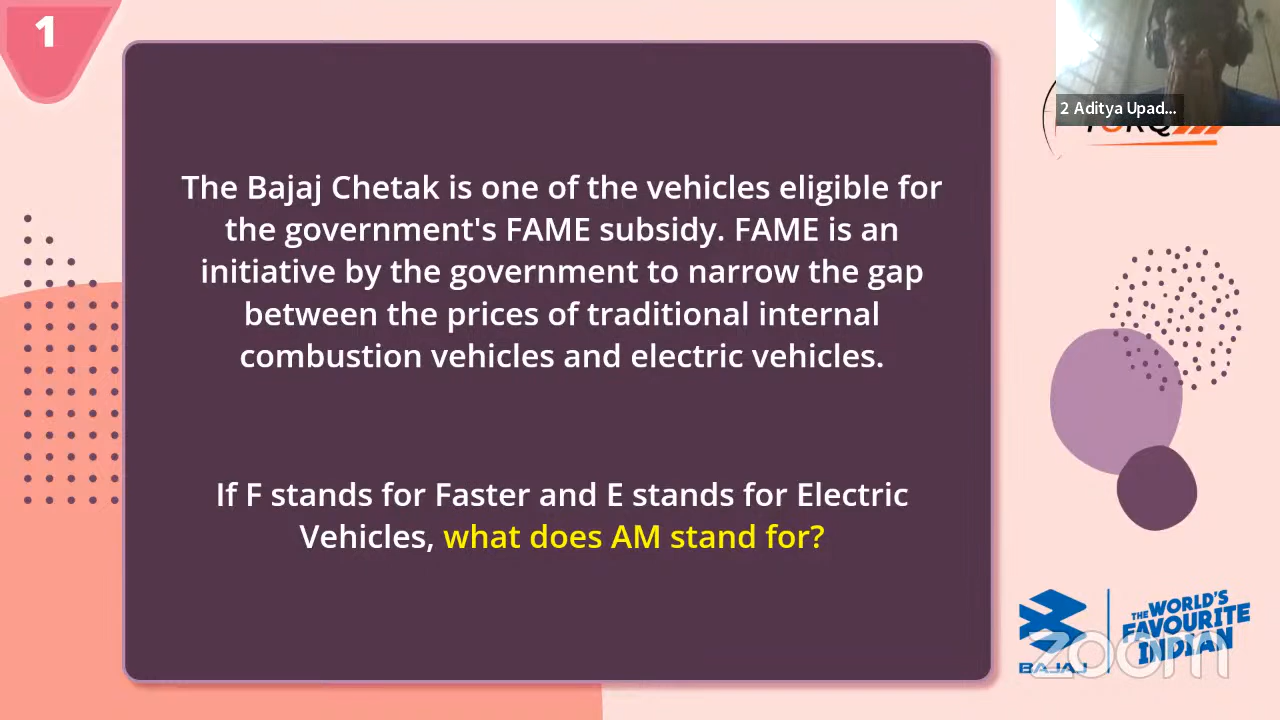 1
2 Aditya Upad...
The Bajaj Chetak is one of the vehicles eligible for
the government's FAME subsidy. FAME is an
initiative by the government to narrow the gap
between the prices of traditional internal
combustion vehicles and electric vehicles.
If F stands for Faster and E stands for Electric
Vehicles, what does AM stand for?
BAJAJ
THE WORLD'S
FAVOURITE
INDIAN
zoom